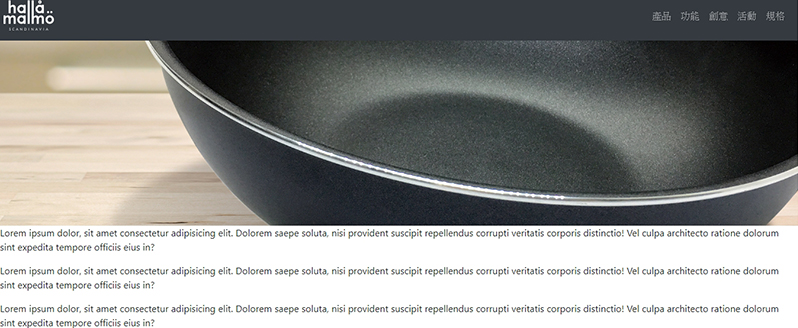 hallå
malmö
SCANDINAVIA
產品 功能 創意 活動 規格
Lorem ipsum dolor, sit amet consectetur adipisicing elit. Dolorem saepe soluta, nisi provident suscipit repellendus corrupti veritatis corporis distinctio! Vel culpa architecto ratione dolorum
sint expedita tempore officiis eius in?
Lorem ipsum dolor, sit amet consectetur adipisicing elit. Dolorem saepe soluta, nisi provident suscipit repellendus corrupti veritatis corporis distinctio! Vel culpa architecto ratione dolorum
sint expedita tempore officiis eius in?
Lorem ipsum dolor, sit amet consectetur adipisicing elit. Dolorem saepe soluta, nisi provident suscipit repellendus corrupti veritatis corporis distinctio! Vel culpa architecto ratione dolorum
sint expedita tempore officiis eius in?